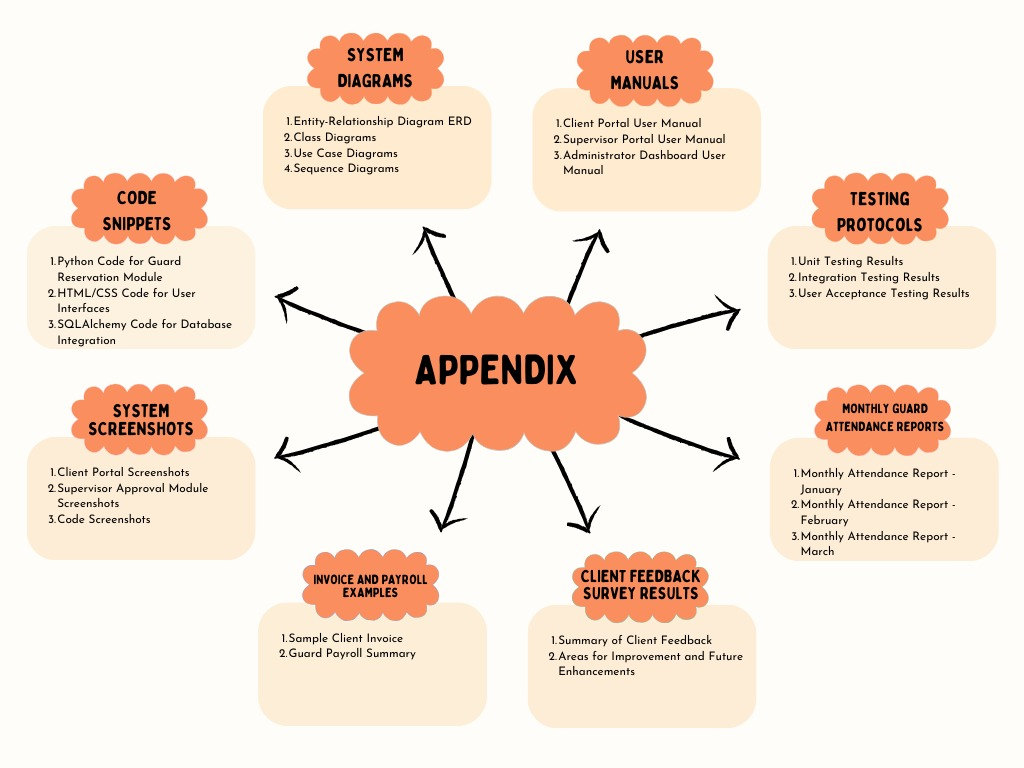 SYSTEM
DIAGRAMS
1.Entity-Relationship Diagram ERD
2.Class Diagrams
3.Use Case Diagrams
4.Sequence Diagrams
USER
MANUALS
1.Client Portal User Manual
2.Supervisor Portal User Manual
3.Administrator Dashboard User
Manual
CODE
SNIPPETS
1.Python Code for Guard
Reservation Module
2.HTML/CSS Code for User
Interfaces
3.SQLAlchemy Code for Database
Integration
TESTING
PROTOCOLS
1.Unit Testing Results
2.Integration Testing Results
3.User Acceptance Testing Results
APPENDIX
SYSTEM
SCREENSHOTS
1.Client Portal Screenshots
2.Supervisor Approval Module
Screenshots
3.Code Screenshots
MONTHLY GUARD
ATTENDANCE REPORTS
1.Monthly Attendance Report -
January
2.Monthly Attendance Report -
February
3.Monthly Attendance Report -
March
INVOICE AND PAYROLL
EXAMPLES
1.Sample Client Invoice
2.Guard Payroll Summary
CLIENT FEEDBACK
SURVEY RESULTS
1.Summary of Client Feedback
2.Areas for Improvement and Future
Enhancements